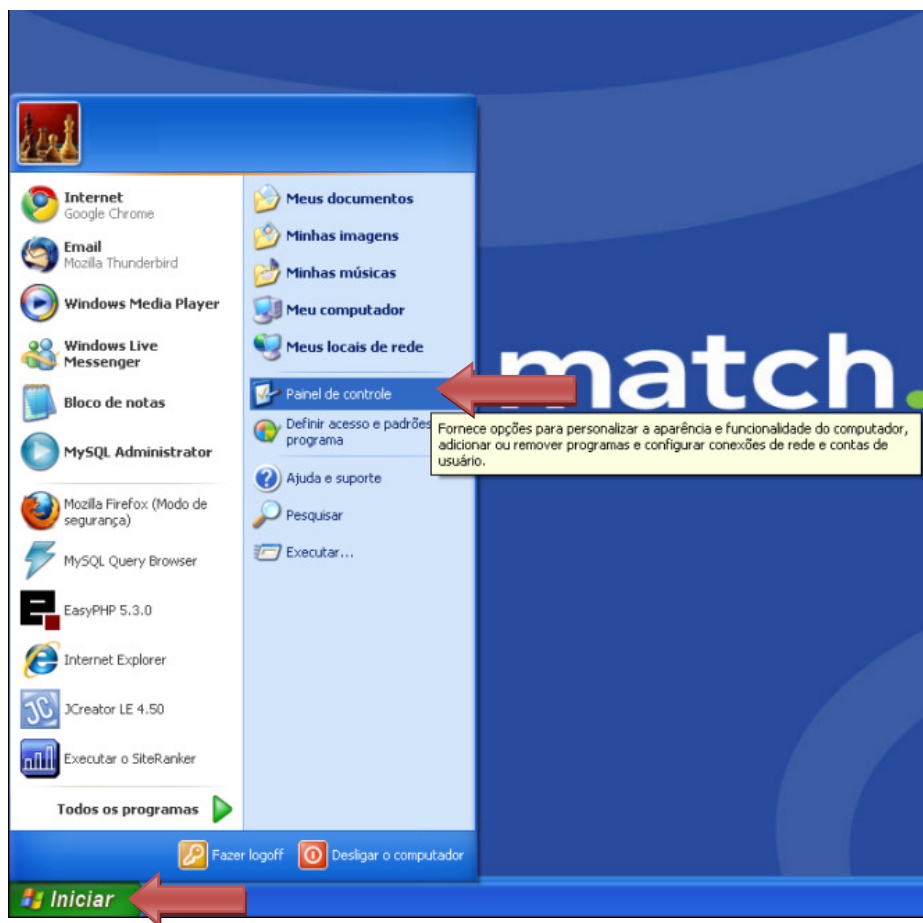 Internet
Google Chrome
Email
Mozilla Thunderbird
Windows Media Player
Windows Live
Messenger
Bloco de notas
MySQL Administrator
Mozilla Firefox (Modo de
segurança)
MySQL Query Browser
EasyPHP 5.3.0
Internet Explorer
JCreator LE 4.50
Executar o SiteRanker
Todos os programas
Meus documentos
Minhas imagens
Minhas músicas
Meu computador
Meus locais de rede
Painel de controle
Definir acesso e padrões
programa
Ajuda e suporte
Pesquisar
Executar...
Fornece opções para personalizar a aparência e funcionalidade do computador,
adicionar ou remover programas e configurar conexões de rede e contas de
usuário.
match.
Fazer logoff
Desligar o computador
Iniciar